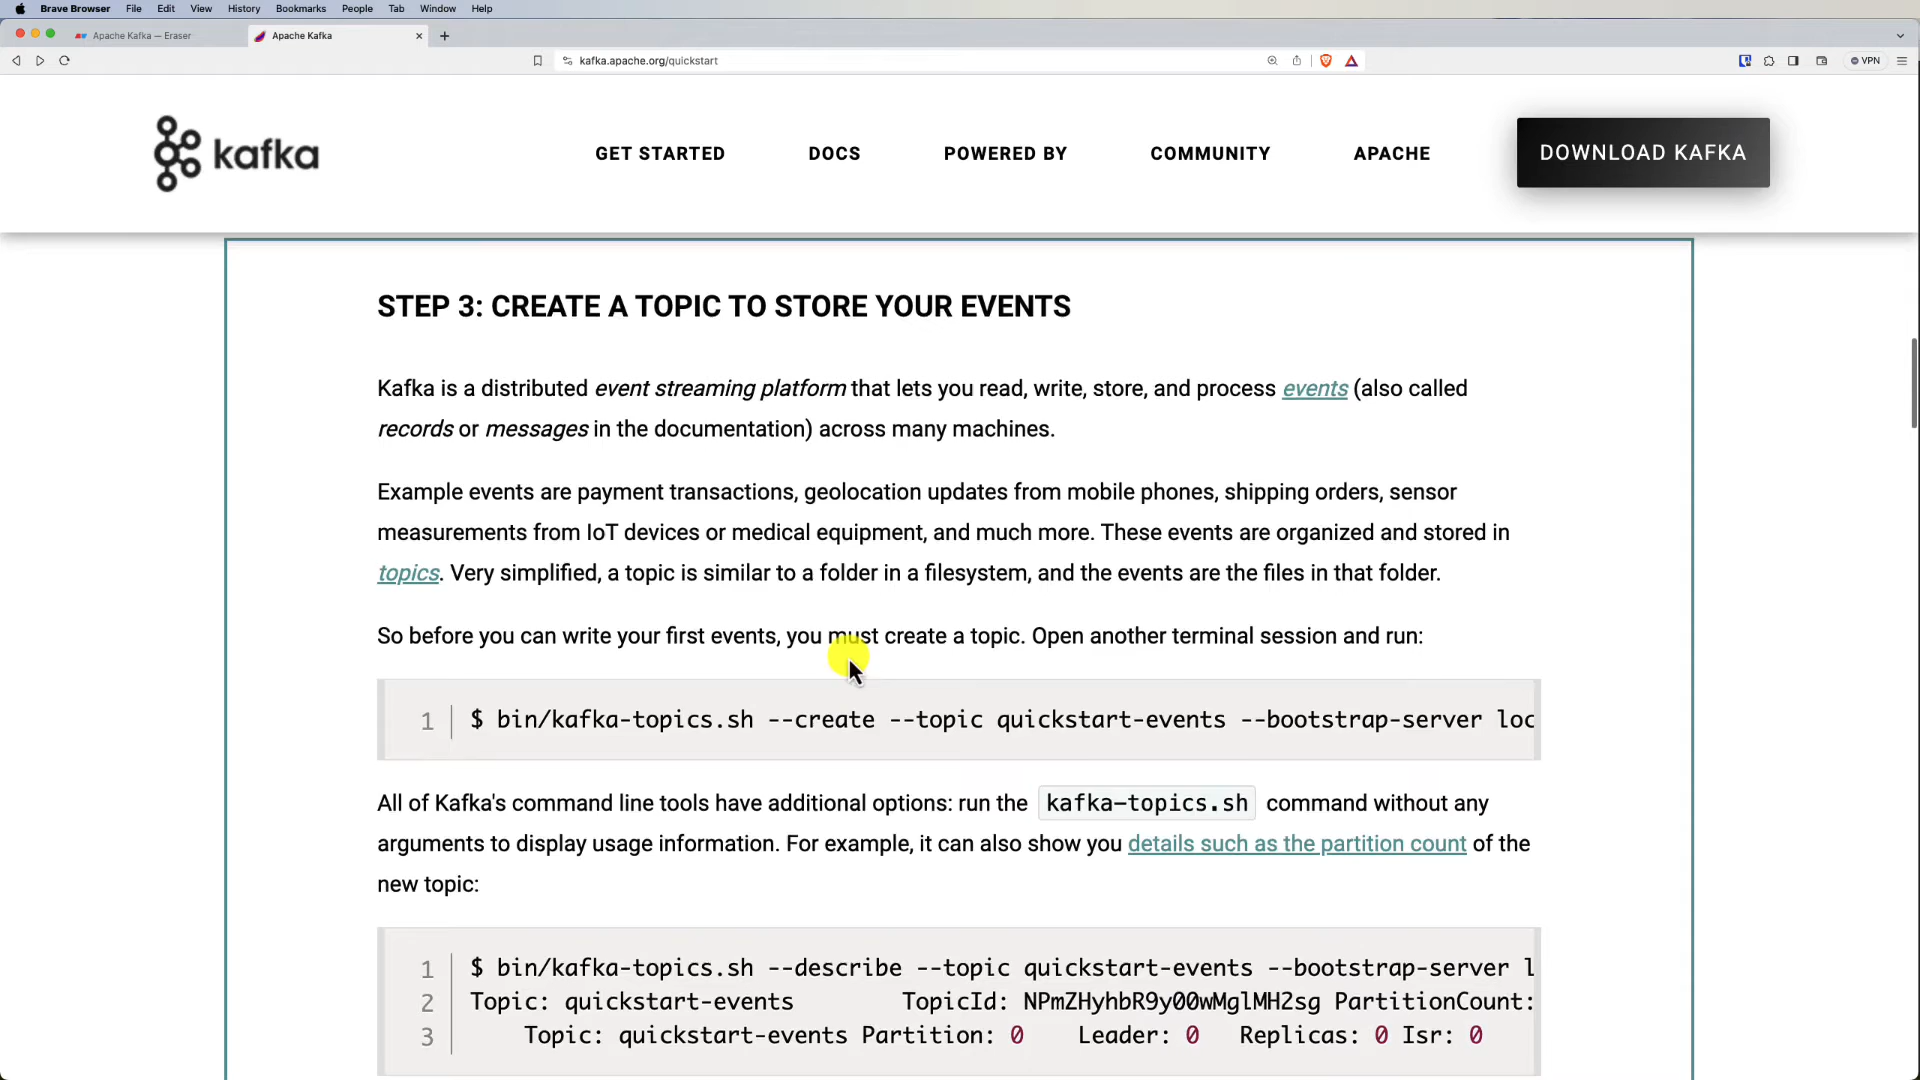 Brave Browser File Edit View History Bookmarks People Tab Window Help
Apache Kafka — Eraser
Apache Kafka
kafka.apache.org/quickstart
VPN
kafka
GET STARTED
DOCS
POWERED BY
COMMUNITY
APACHE
DOWNLOAD KAFKA
STEP 3: CREATE A TOPIC TO STORE YOUR EVENTS
Kafka is a distributed event streaming platform that lets you read, write, store, and process events (also called
records or messages in the documentation) across many machines.
Example events are payment transactions, geolocation updates from mobile phones, shipping orders, sensor
measurements from IoT devices or medical equipment, and much more. These events are organized and stored in
topics. Very simplified, a topic is similar to a folder in a filesystem, and the events are the files in that folder.
So before you can write your first events, you must create a topic. Open another terminal session and run:
1 $ bin/kafka-topics.sh --create --topic quickstart-events --bootstrap-server loc
All of Kafka's command line tools have additional options: run the kafka-topics.sh command without any
arguments to display usage information. For example, it can also show you details such as the partition count of the
new topic:
1 $ bin/kafka-topics.sh --describe --topic quickstart-events --bootstrap-server l
2 Topic: quickstart-events TopicId: NPmZHyhbR9y00wMglMH2sg PartitionCount:
3 Topic: quickstart-events Partition: 0 Leader: 0 Replicas: 0 Isr: 0